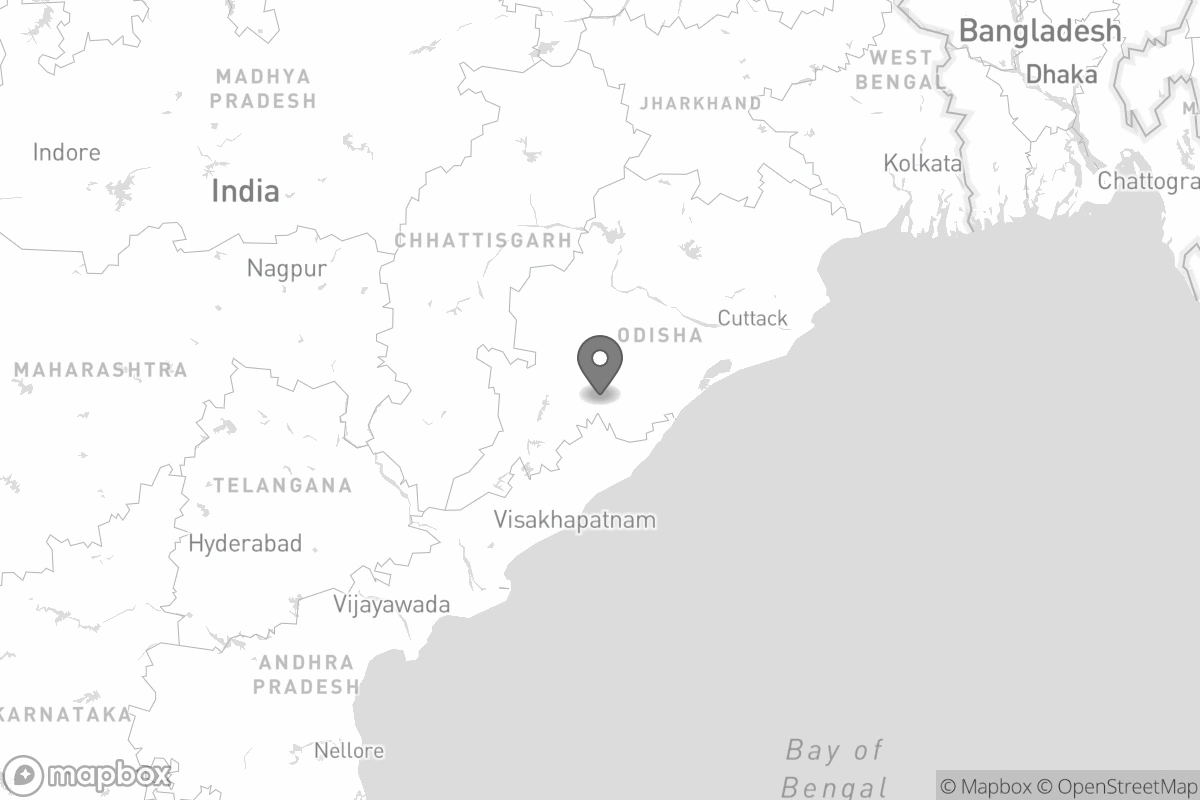 Bangladesh
WEST
BENGAL
Dhaka
MADHYA
PRADESH
JHARKHAND
Indore
Kolkata
India
Chattogra
CHHATTISGARH
Nagpur
Cuttack
ODISHA
MAHARASHTRA
TELANGANA
Visakhapatnam
Hyderabad
Vijayawada
ANDHRA
PRADESH
KARNATAKA
Nellore
Bay of
Bengal
mapbox
© Mapbox © OpenStreetMap